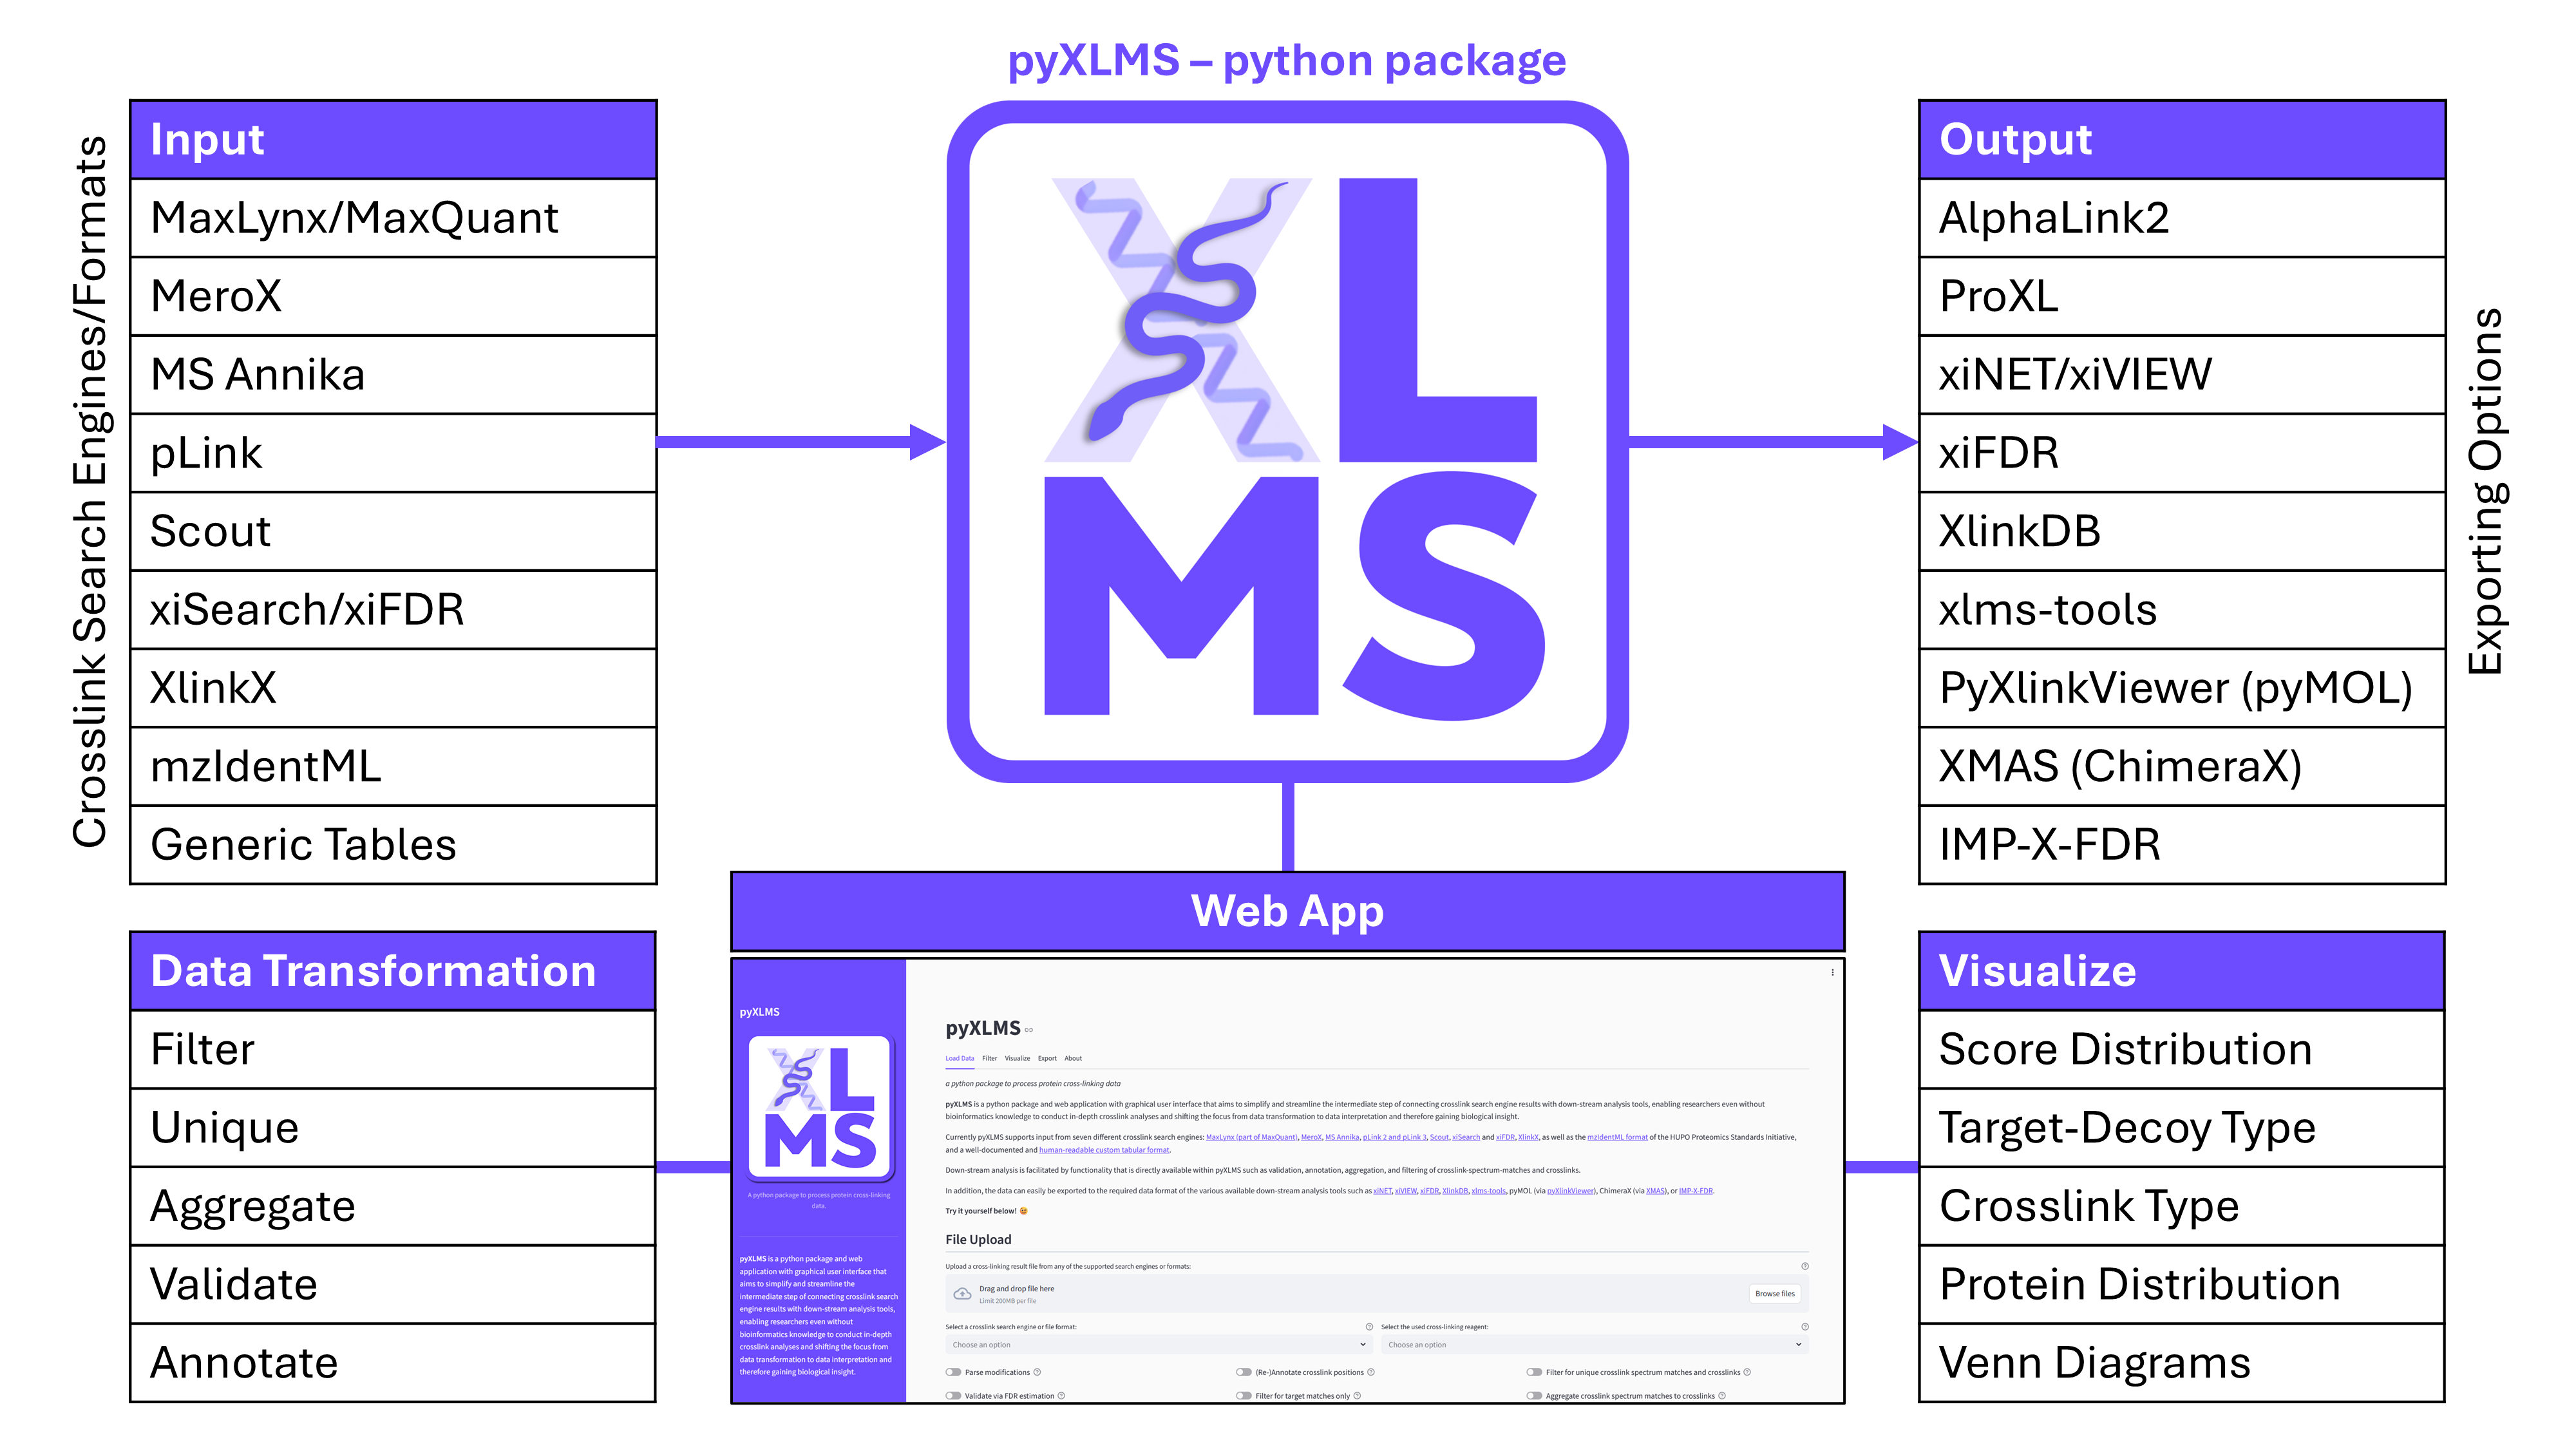 pyXLMS – python package
Crosslink Search Engines/Formats
Input
MaxLynx/MaxQuant
MeroX
MS Annika
pLink
Scout
xiSearch/xiFDR
XlinkX
mzIdentML
Generic Tables
XL
MS
Output
AlphaLink2
ProXL
xiNET/xiVIEW
xiFDR
XlinkDB
xlms-tools
PyXlinkViewer (pyMOL)
XMAS (ChimeraX)
IMP-X-FDR
Exporting Options
Data Transformation
Filter
Unique
Aggregate
Validate
Annotate
Web App
pyXLMS
XL
MS
A python package to process protein cross-linking
data.
pyXLMS is a python package and web
application with graphical user interface that
aims to simplify and streamline the
intermediate step of connecting crosslink search
engine results with down-stream analysis tools,
enabling researchers even without
bioinformatics knowledge to conduct in-depth
crosslink analyses and shifting the focus from
data transformation to data interpretation and
therefore gaining biological insight.
pyXLMS
Load Data Filter Visualize Export About
a python package to process protein cross-linking data
pyXLMS is a python package and web application with graphical user interface that aims to simplify and streamline the intermediate step of connecting crosslink search engine results with down-stream analysis tools, enabling researchers even without
bioinformatics knowledge to conduct in-depth crosslink analyses and shifting the focus from data transformation to data interpretation and therefore gaining biological insight.
Currently pyXLMS supports input from seven different crosslink search engines: MaxLynx (part of MaxQuant), MeroX, MS Annika, pLink 2 and pLink 3, Scout, xiSearch and xiFDR, XlinkX, as well as the mzIdentML format of the HUPO Proteomics Standards Initiative,
and a well-documented and human-readable custom tabular format.
Down-stream analysis is facilitated by functionality that is directly available within pyXLMS such as validation, annotation, aggregation, and filtering of crosslink-spectrum-matches and crosslinks.
In addition, the data can easily be exported to the required data format of the various available down-stream analysis tools such as xiNET, xiVIEW, xiFDR, XlinkDB, xlms-tools, pyMOL (via pyXlinkViewer), ChimeraX (via XMAS), or IMP-X-FDR.
Try it yourself below!
File Upload
Upload a cross-linking result file from any of the supported search engines or formats:
Drag and drop file here
Limit 200MB per file
Browse files
Select a crosslink search engine or file format:
Select the used cross-linking reagent:
Choose an option
Choose an option
Parse modifications
(Re-)Annotate crosslink positions
Filter for unique crosslink spectrum matches and crosslinks
Validate via FDR estimation
Filter for target matches only
Aggregate crosslink spectrum matches to crosslinks
Visualize
Score Distribution
Target-Decoy Type
Crosslink Type
Protein Distribution
Venn Diagrams